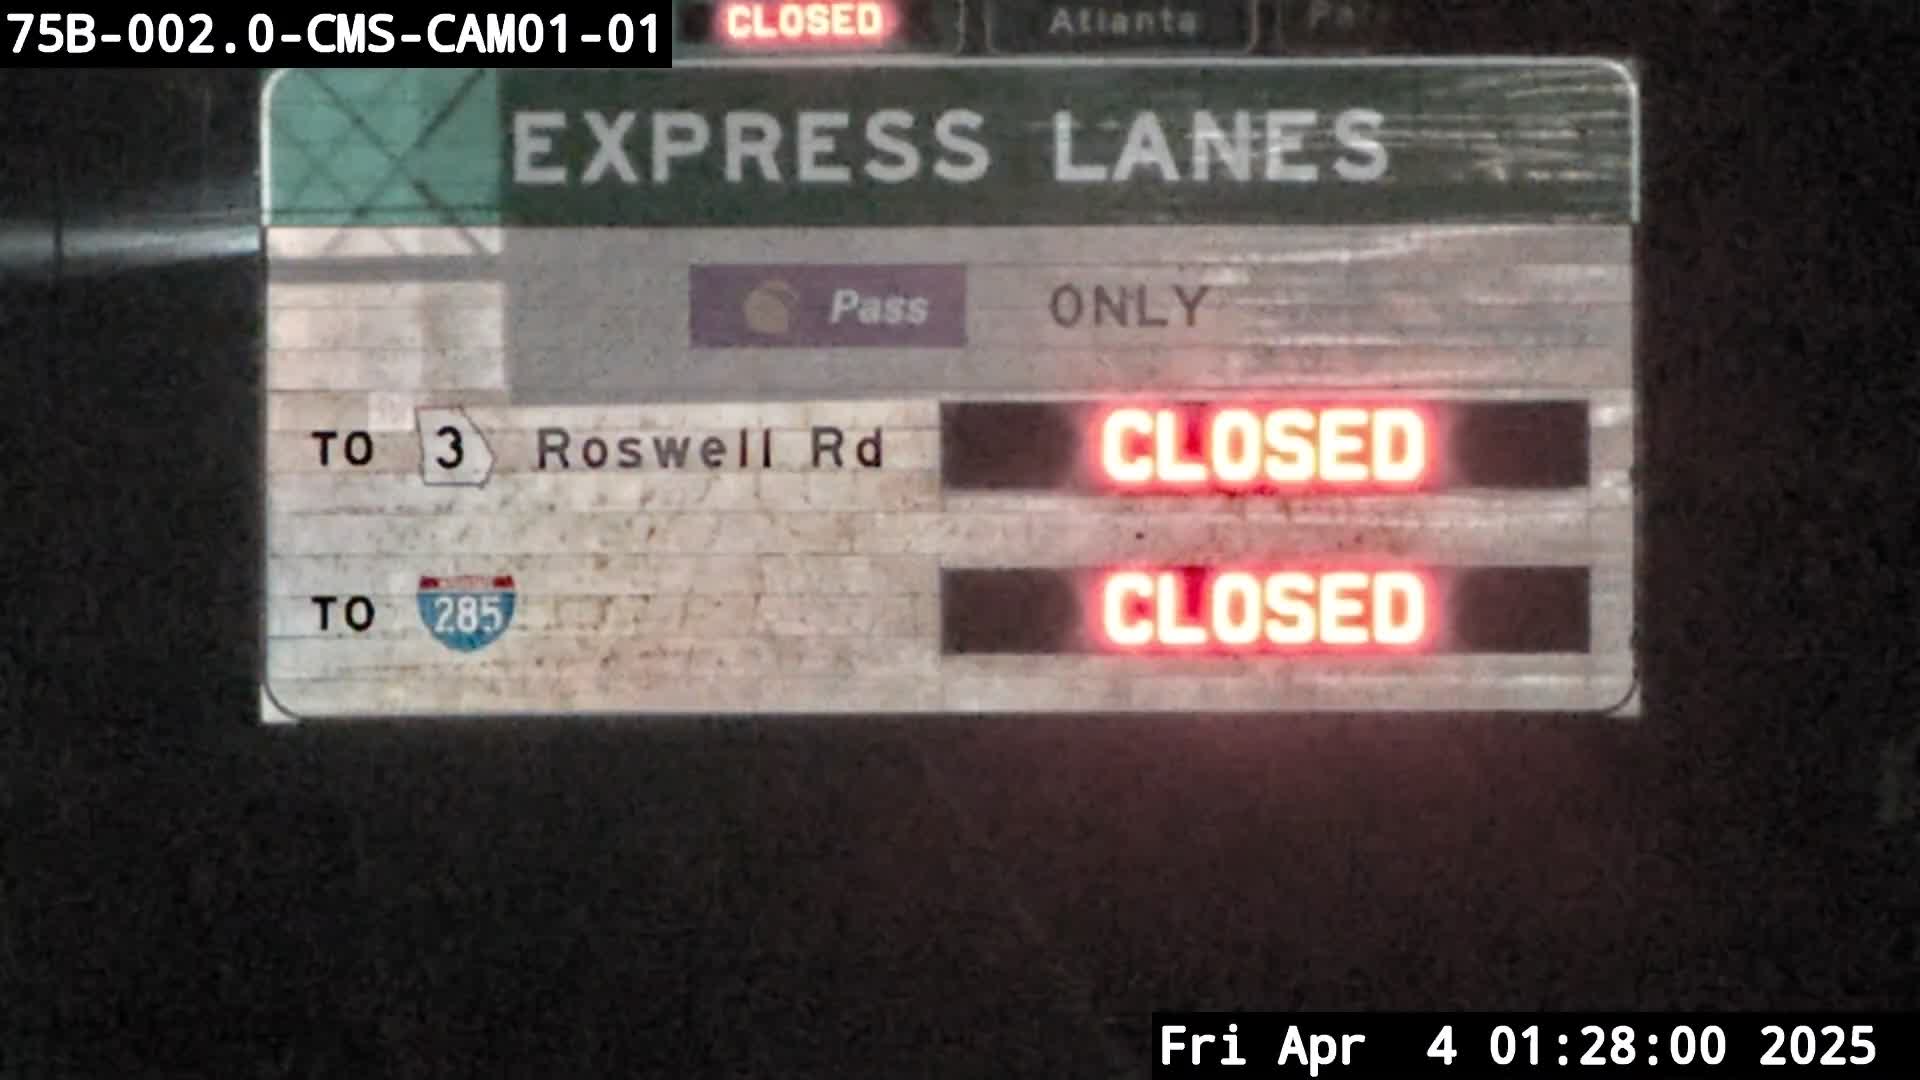 75B-002.0-CMS-CAM01-01
CLOSED
Atlanta
EXPRESS LANES
Pass ONLY
TO 3 Roswell Rd CLOSED
TO 285 CLOSED
Fri Apr 4 01:28:00 2025